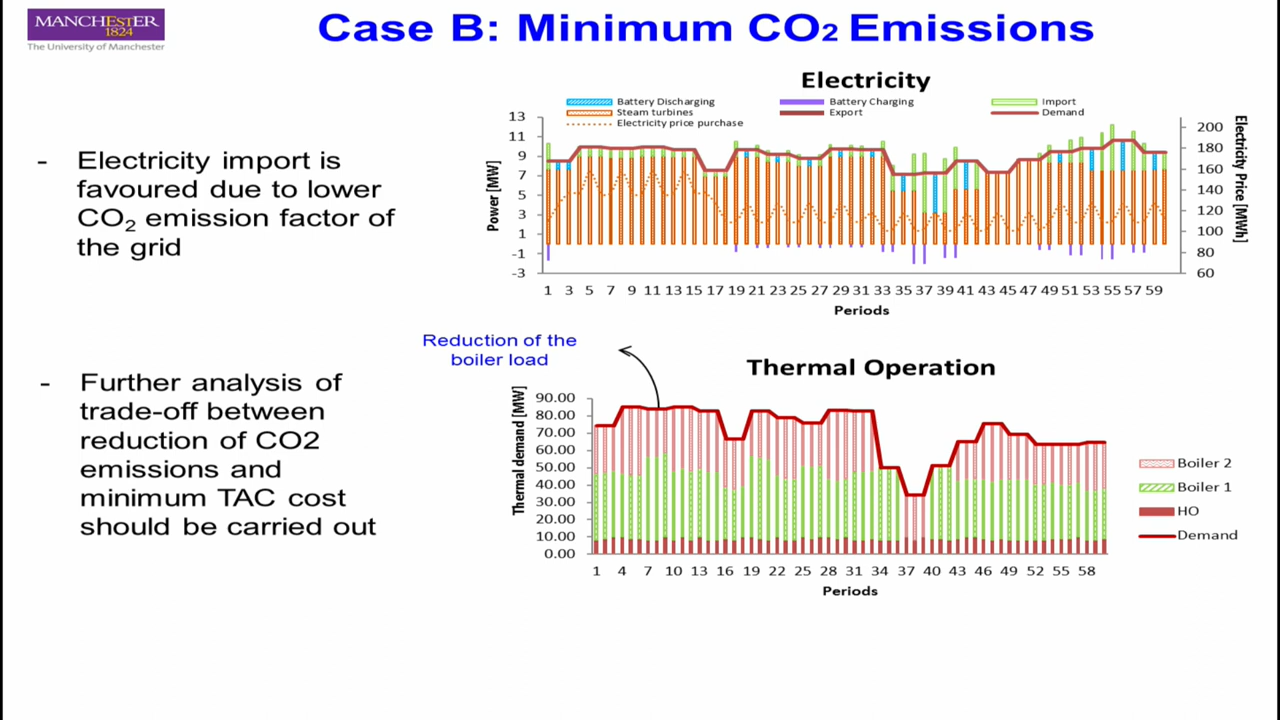 MANCHESTER
1824
The University of Manchester
Case B: Minimum CO2 Emissions
- Electricity import is
favoured due to lower
CO2 emission factor of
the grid
- Further analysis of
trade-off between
reduction of CO2
emissions and
minimum TAC cost
should be carried out
Electricity
Battery Discharging
Battery Charging
Import
Steam turbines
Export
Demand
Electricity price purchase
Power [MW]
13
11
9
7
5
3
1
-1
-3
200
180
160
140
120
100
80
60
Electricity Price [MWh]
1 3 5 7 9 11 13 15 17 19 21 23 25 27 29 31 33 35 37 39 41 43 45 47 49 51 53 55 57 59
Periods
Reduction of the
boiler load
Thermal Operation
Thermal demand [MW]
90.00
80.00
70.00
60.00
50.00
40.00
30.00
20.00
10.00
0.00
1 4 7 10 13 16 19 22 25 28 31 34 37 40 43 46 49 52 55 58
Periods
Boiler 2
Boiler 1
HO
Demand